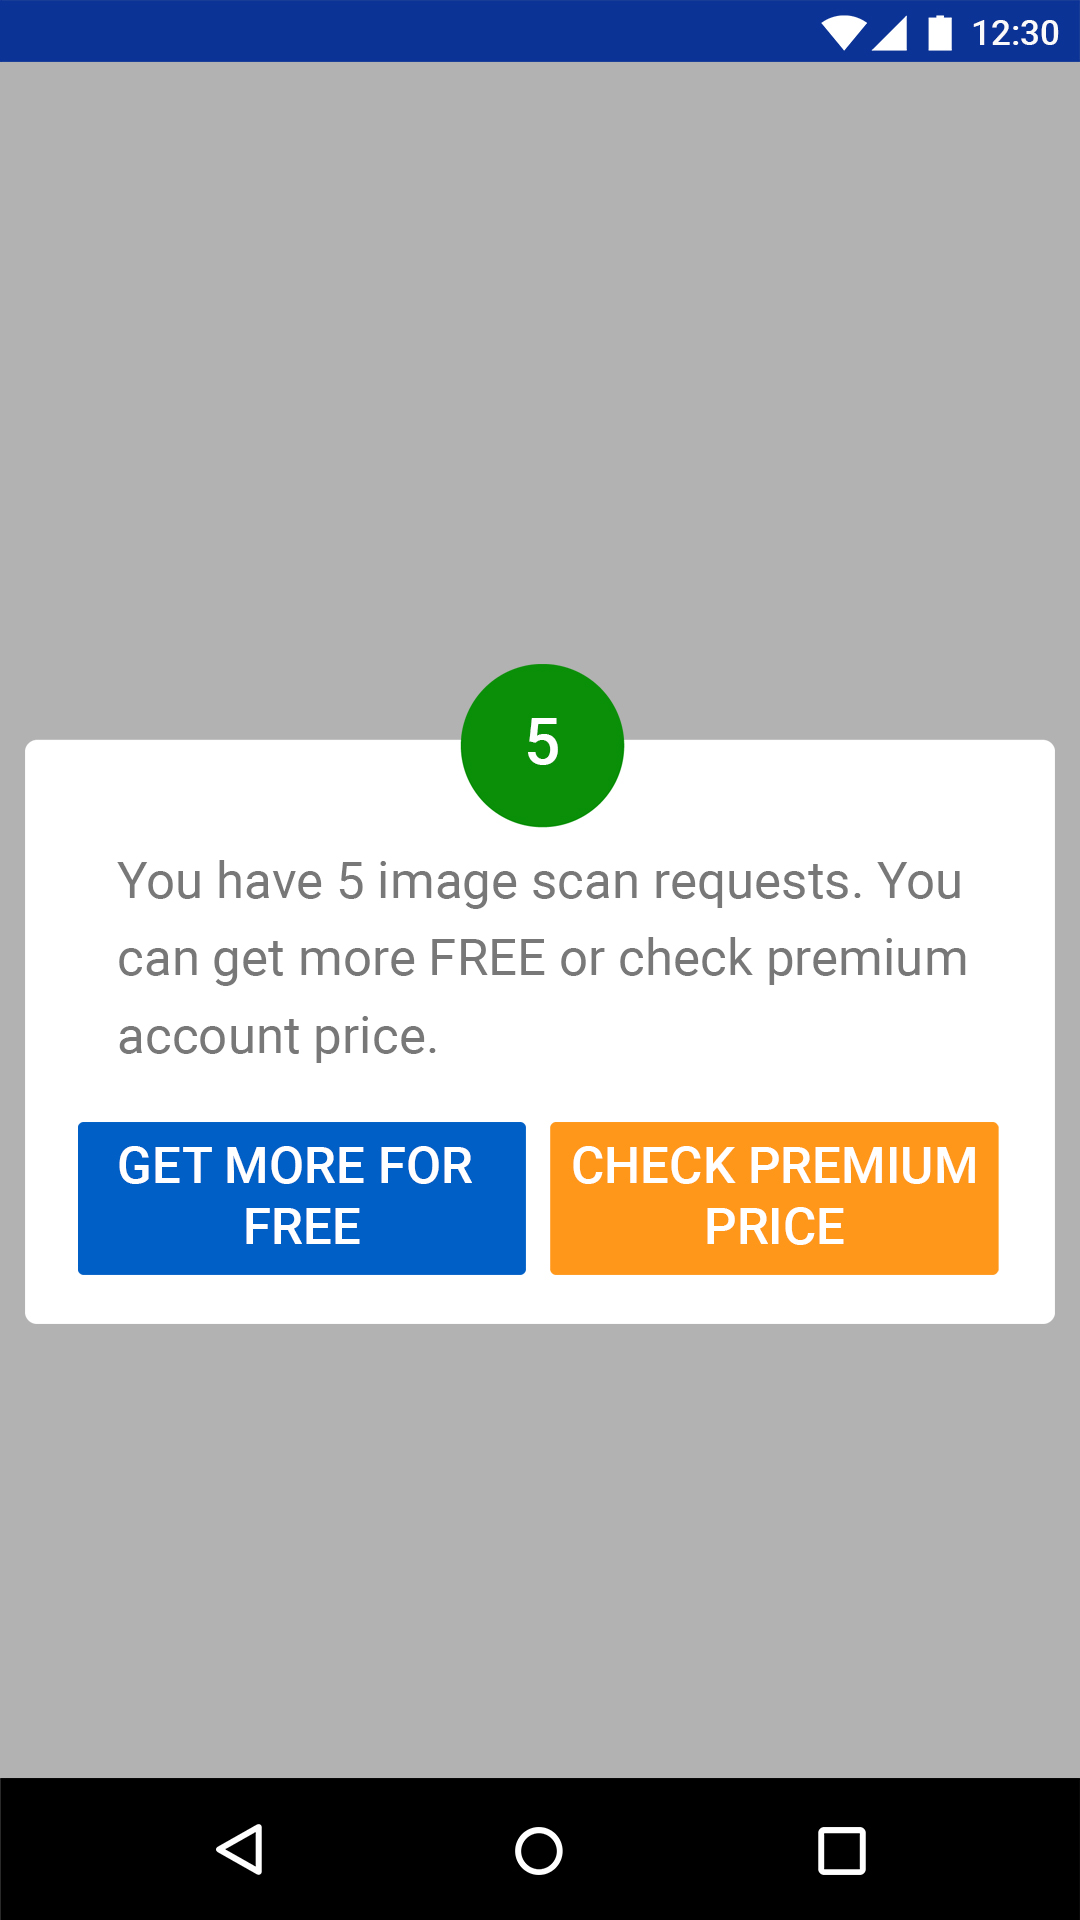 12:30
5
You have 5 image scan requests. You
can get more FREE or check premium
account price.
GET MORE FOR
FREE
CHECK PREMIUM
PRICE